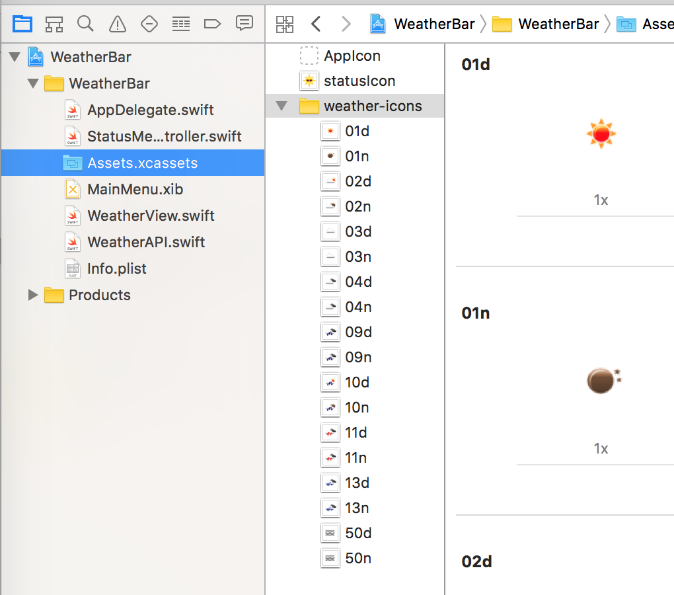 WeatherBar
WeatherBar
WeatherBar
WeatherBar
AppDelegate.swift
StatusMe...troller.swift
Assets.xcassets
MainMenu.xib
WeatherView.swift
WeatherAPI.swift
Info.plist
Products
AppIcon
statusIcon
weather-icons
01d
01n
02d
02n
03d
03n
04d
04n
09d
09n
10d
10n
11d
11n
13d
13n
50d
50n
Asse
01d
1x
01n
1x
02d